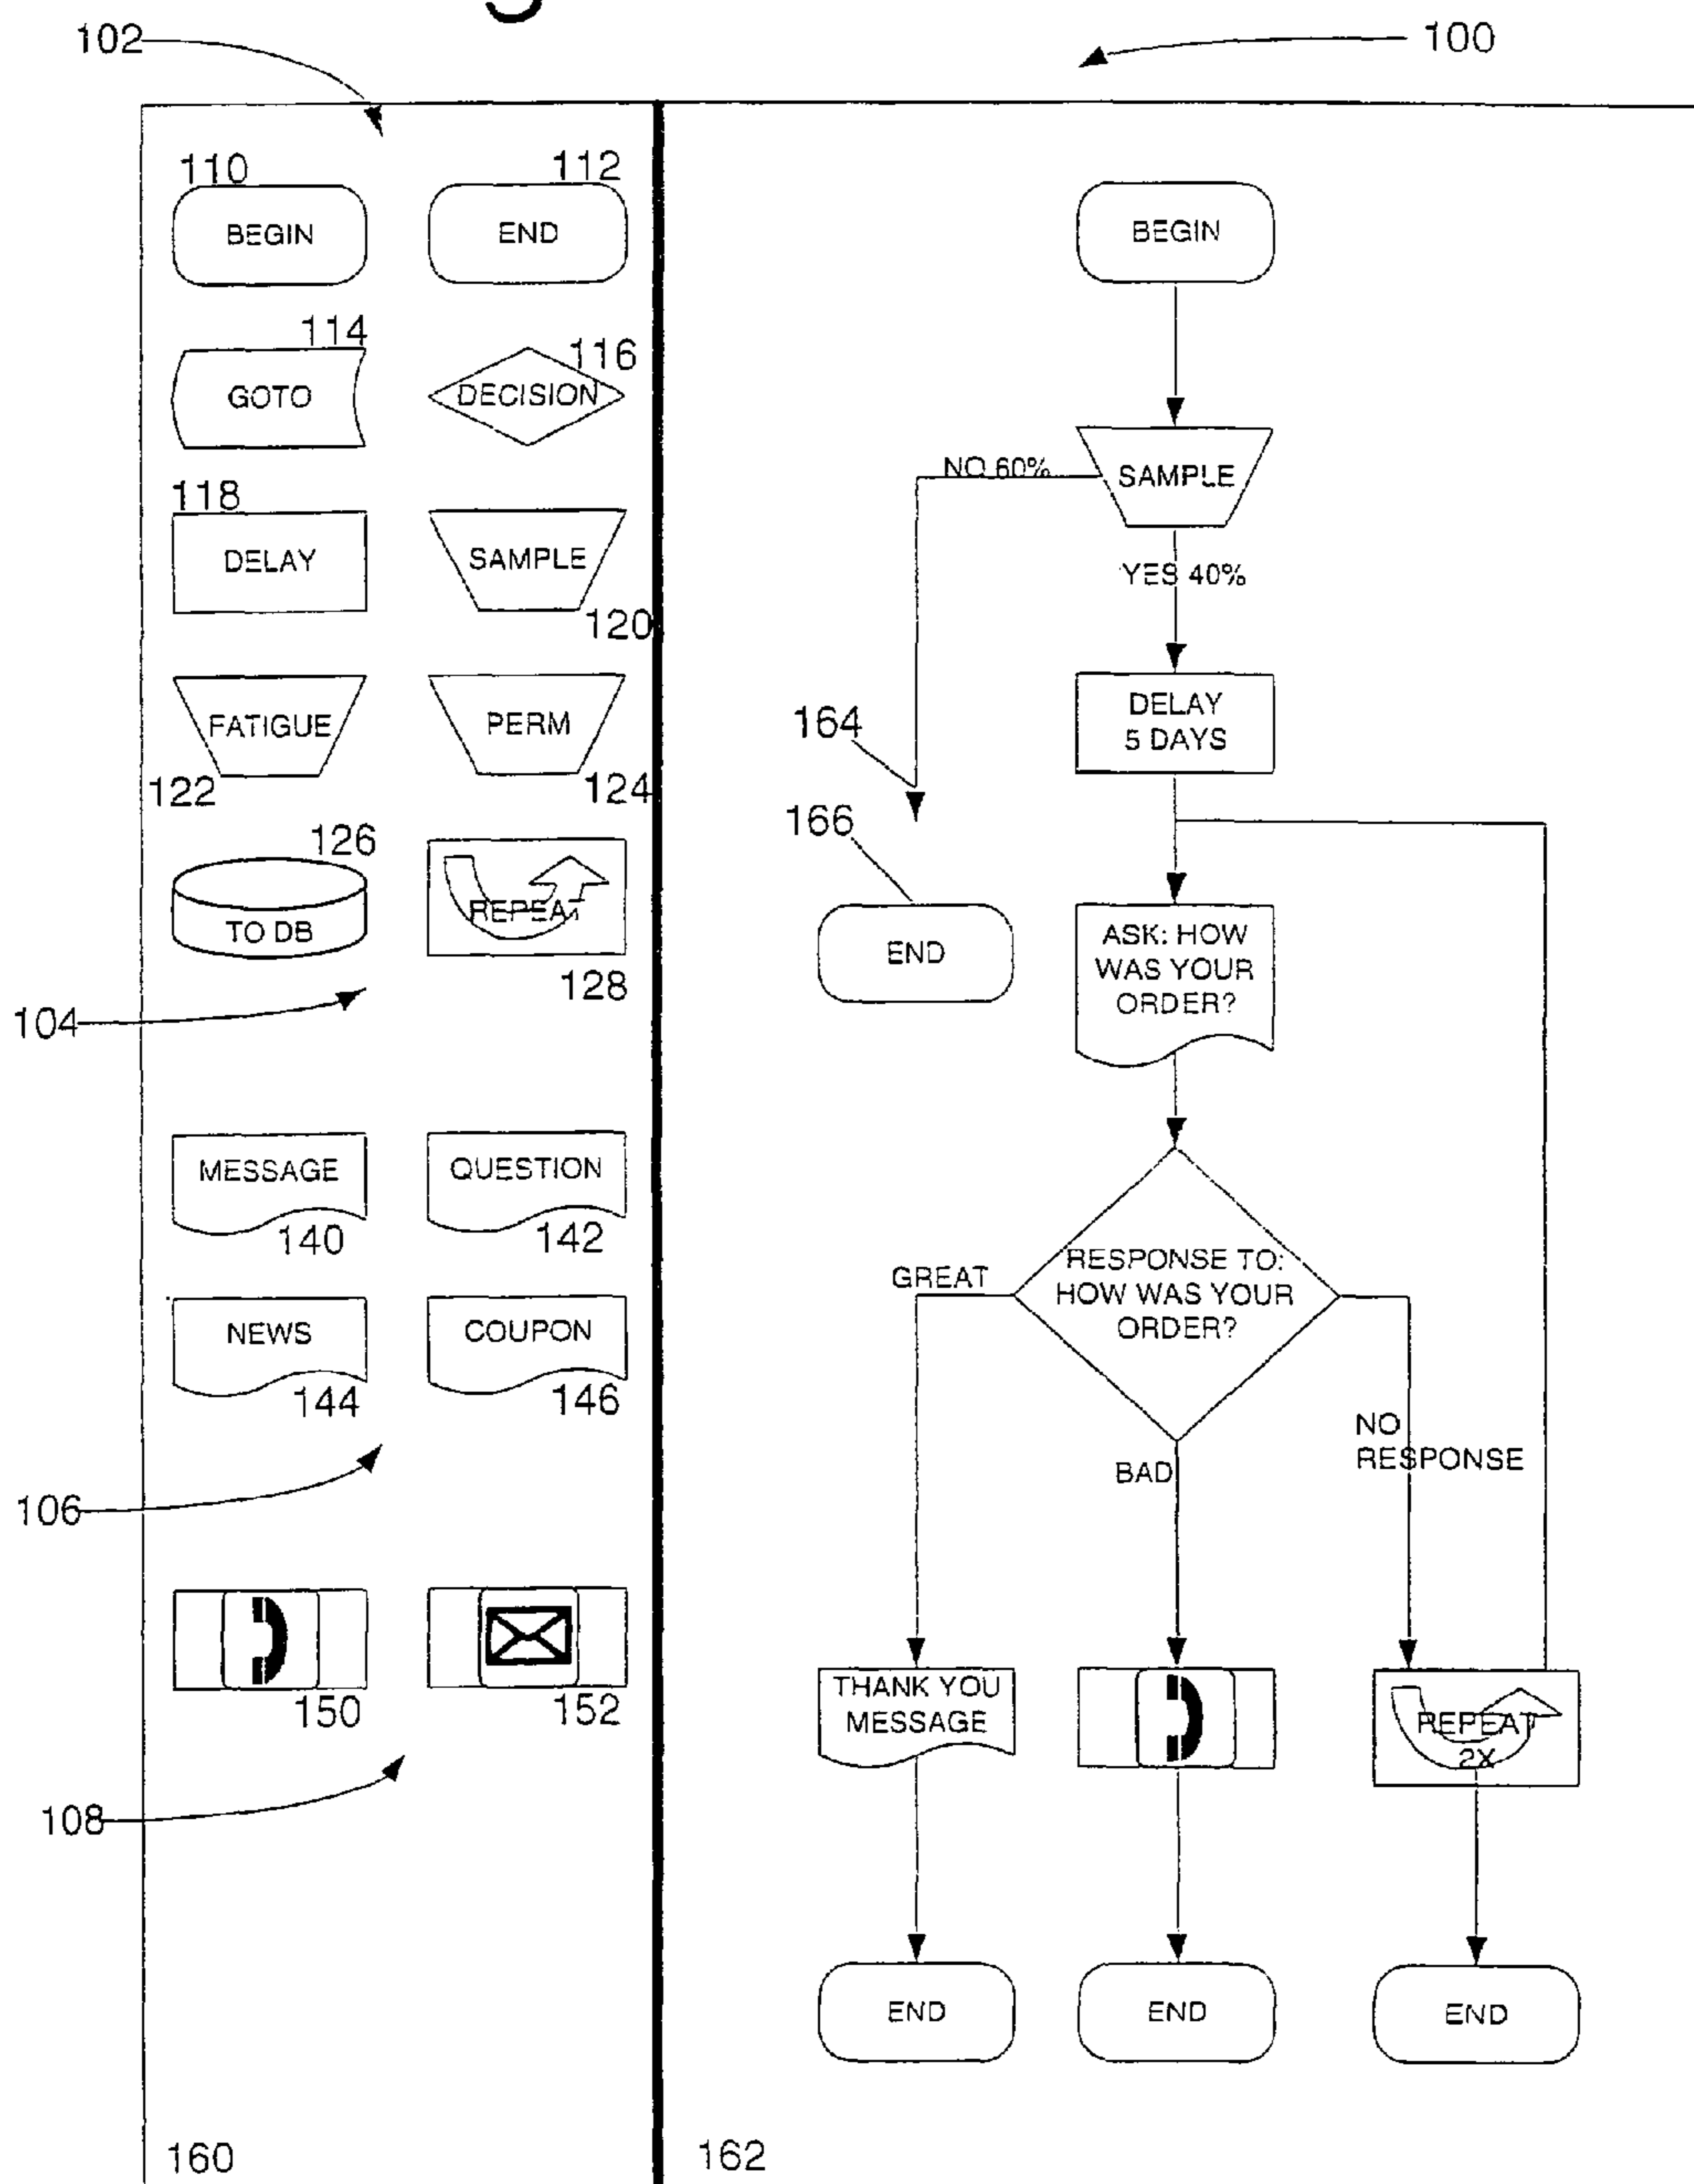 102
100
110
112
BEGIN
END
114
116
GOTO
DECISION
118
DELAY
SAMPLE
120
FATIGUE
PERM
122
124
126
TO DB
REPEAT
128
104
MESSAGE
QUESTION
140
142
NEWS
COUPON
144
146
106
150
152
108
160
BEGIN
SAMPLE
NO 60%
YES 40%
DELAY
5 DAYS
164
166
END
ASK: HOW
WAS YOUR
ORDER?
RESPONSE TO:
HOW WAS YOUR
ORDER?
GREAT
BAD
NO
RESPONSE
THANK YOU
MESSAGE
REPEAT
2X
END
END
END
162